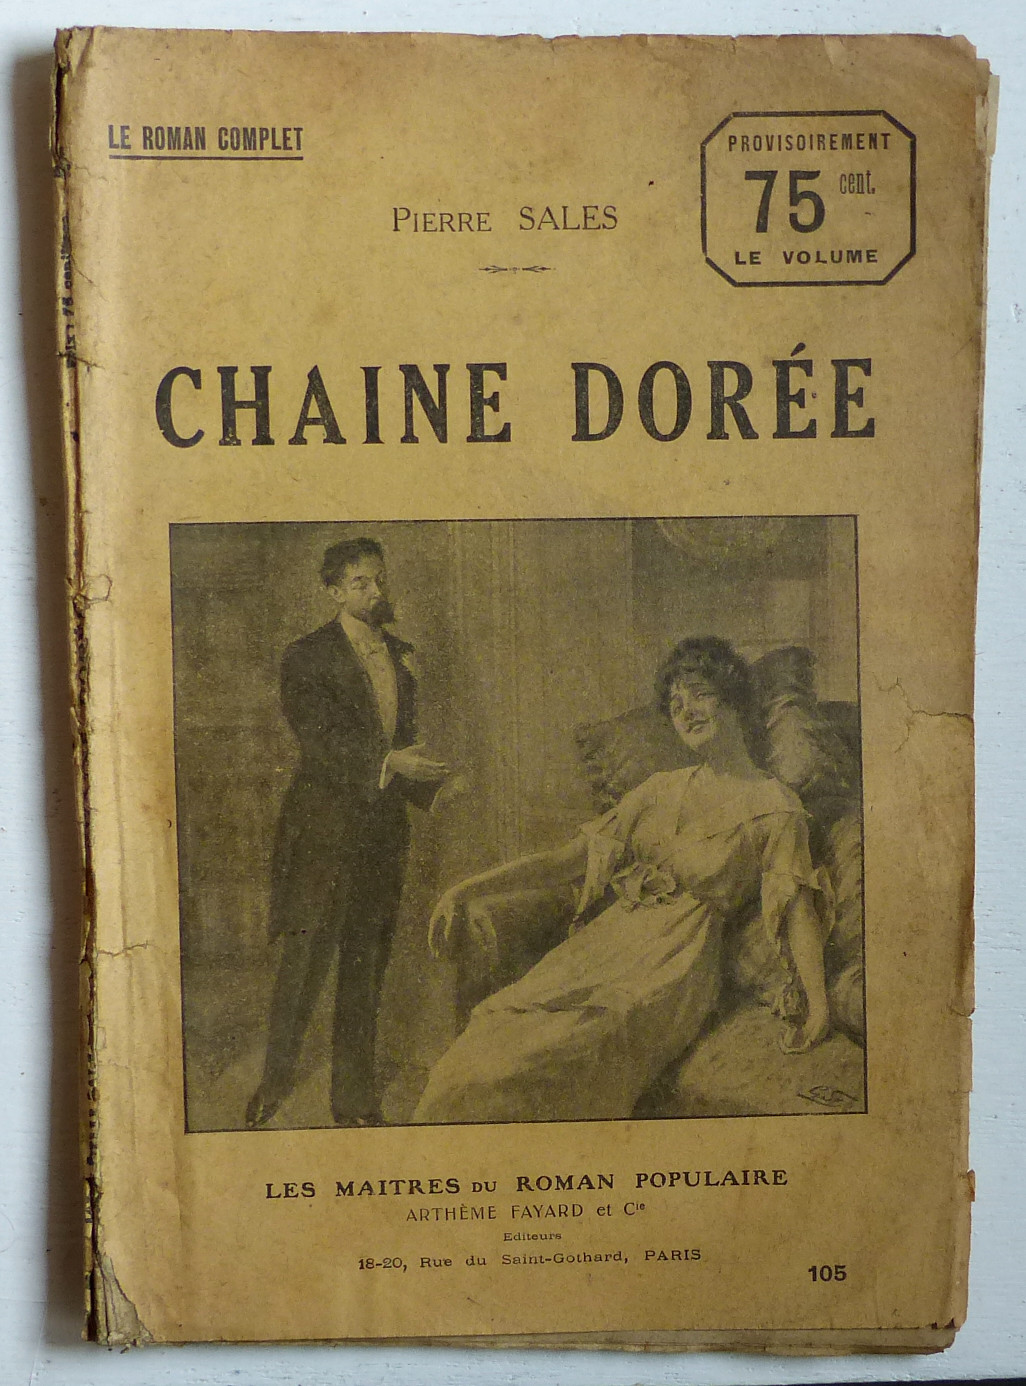 LE ROMAN COMPLET
PROVISOIREMENT
75 cent.
LE VOLUME
PIERRE SALES
CHAINE DORÉE
LES MAITRES DU ROMAN POPULAIRE
ARTHÈME FAYARD et Cie
Editeurs
18-20, Rue du Saint-Gothard, PARIS
105